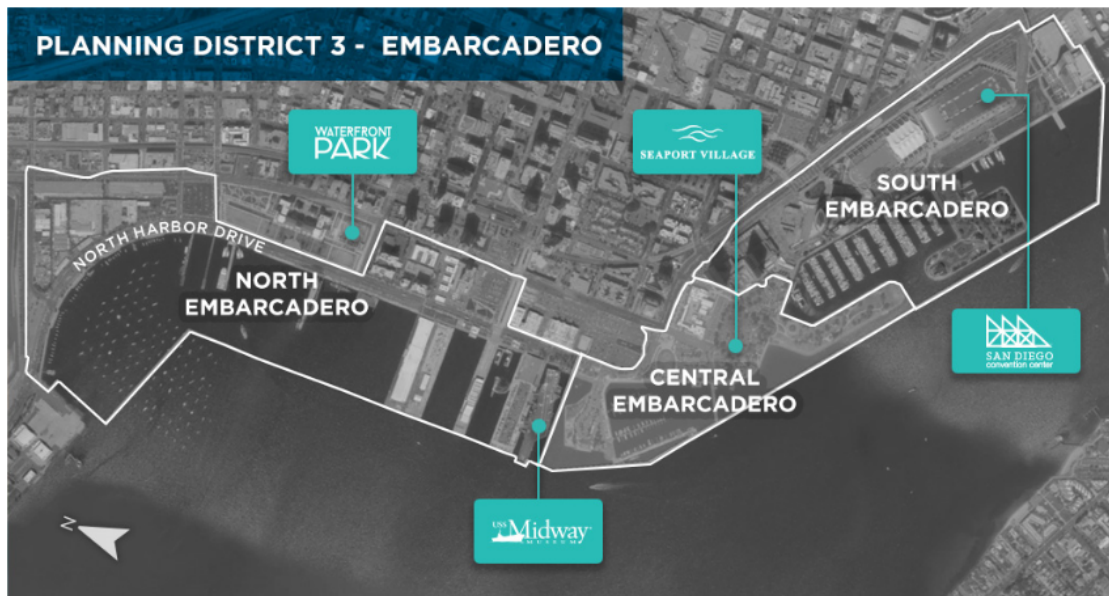 PLANNING DISTRICT 3 - EMBARCADERO
WATERFRONT
PARK
SEAPORT VILLAGE
SOUTH
EMBARCADERO
NORTH HARBOR DRIVE
NORTH
EMBARCADERO
SAN DIEGO
convention center
CENTRAL
EMBARCADERO
USS Midway
MUSEUM
N